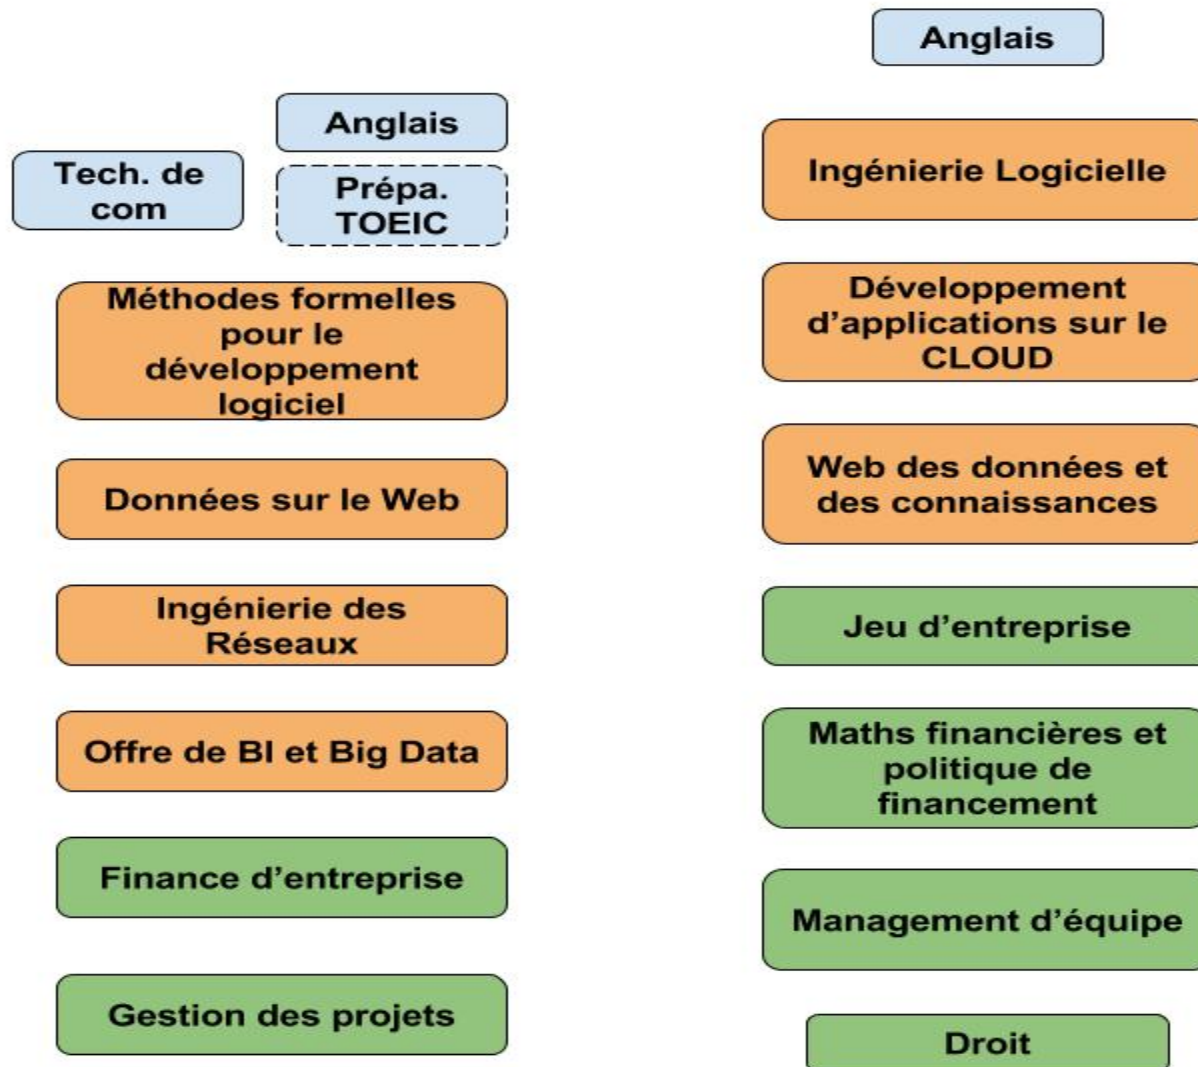 Anglais
Tech. de
com
Prépa.
TOEIC
Méthodes formelles
pour le
développement
logiciel
Données sur le Web
Ingénierie des
Réseaux
Offre de BI et Big Data
Finance d’entreprise
Gestion des projets
Anglais
Ingénierie Logicielle
Développement
d’applications sur le
CLOUD
Web des données et
des connaissances
Jeu d’entreprise
Maths financières et
politique de
financement
Management d’équipe
Droit